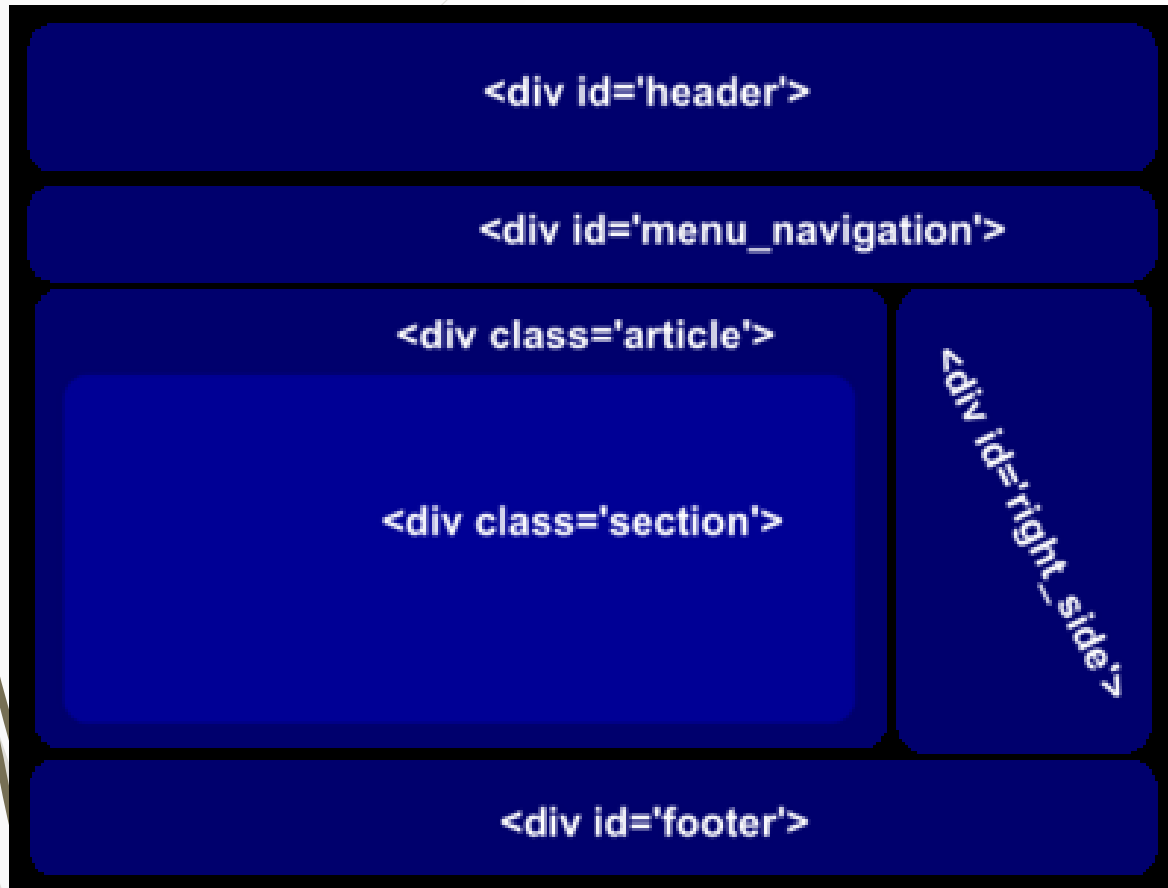 <div id='header'>
<div id='menu_navigation'>
<div class='article'>
<div class='section'>
<div id='right_side'>
<div id='footer'>